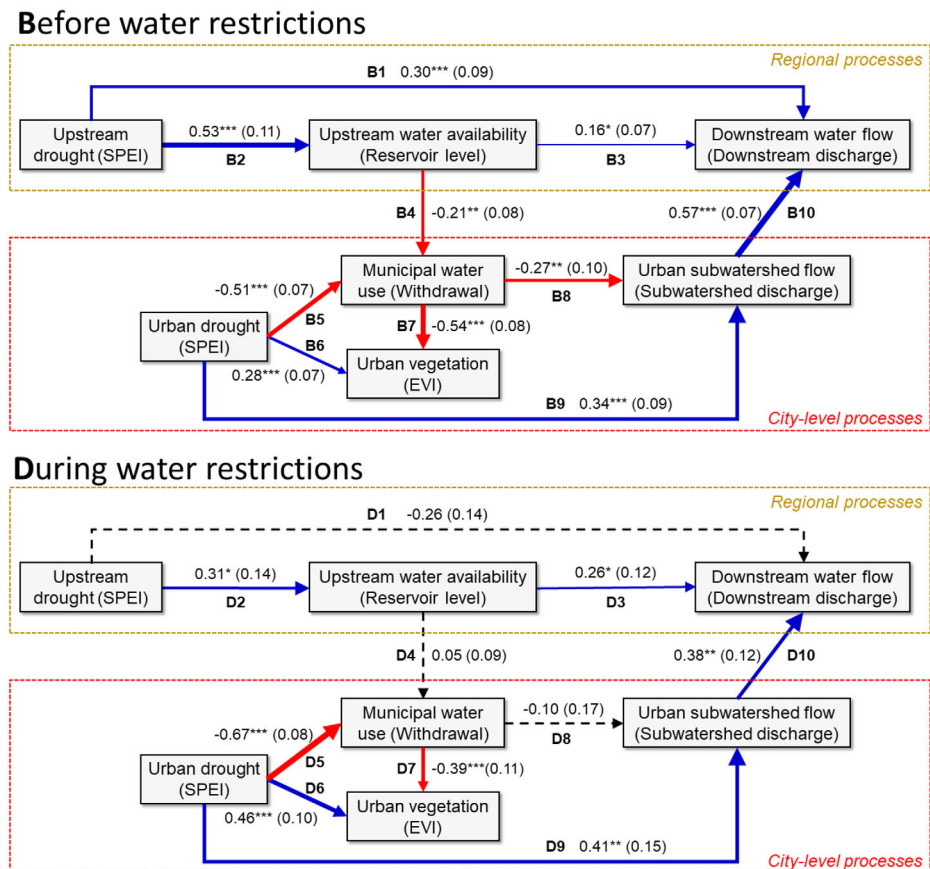 Before water restrictions
Regional processes
B1 0.30*** (0.09)
Upstream
drought (SPEI)
0.53*** (0.11)
B2
Upstream water availability
(Reservoir level)
0.16* (0.07)
B3
Downstream water flow
(Downstream discharge)
B4 -0.21** (0.08)
0.57*** (0.07) B10
Municipal water
use (Withdrawal)
-0.27** (0.10)
B8
Urban subwatershed flow
(Subwatershed discharge)
-0.51*** (0.07)
B5
B7 -0.54*** (0.08)
Urban drought
(SPEI)
B6
0.28*** (0.07)
Urban vegetation
(EVI)
B9 0.34*** (0.09)
City-level processes
During water restrictions
Regional processes
D1 -0.26 (0.14)
Upstream
drought (SPEI)
0.31* (0.14)
D2
Upstream water availability
(Reservoir level)
0.26* (0.12)
D3
Downstream water flow
(Downstream discharge)
D4 0.05 (0.09)
0.38** (0.12) D10
Municipal water
use (Withdrawal)
-0.10 (0.17)
D8
Urban subwatershed flow
(Subwatershed discharge)
-0.67*** (0.08)
D5
D7 -0.39***(0.11)
Urban drought
(SPEI)
D6
0.46*** (0.10)
Urban vegetation
(EVI)
D9 0.41** (0.15)
City-level processes